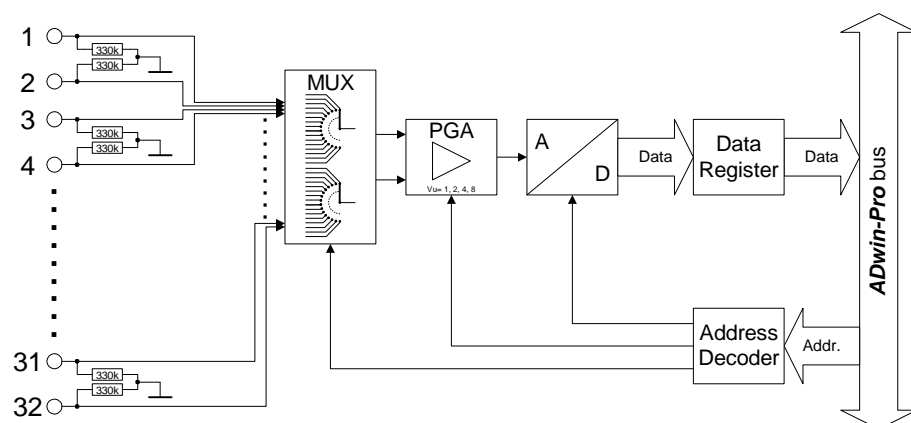 1
330k
330k
2
3
330k
330k
4
31
330k
330k
32
MUX
PGA
Vu= 1, 2, 4, 8
A
D
Data
Data
Register
Data
ADwin-Pro bus
Address
Decoder
Addr.